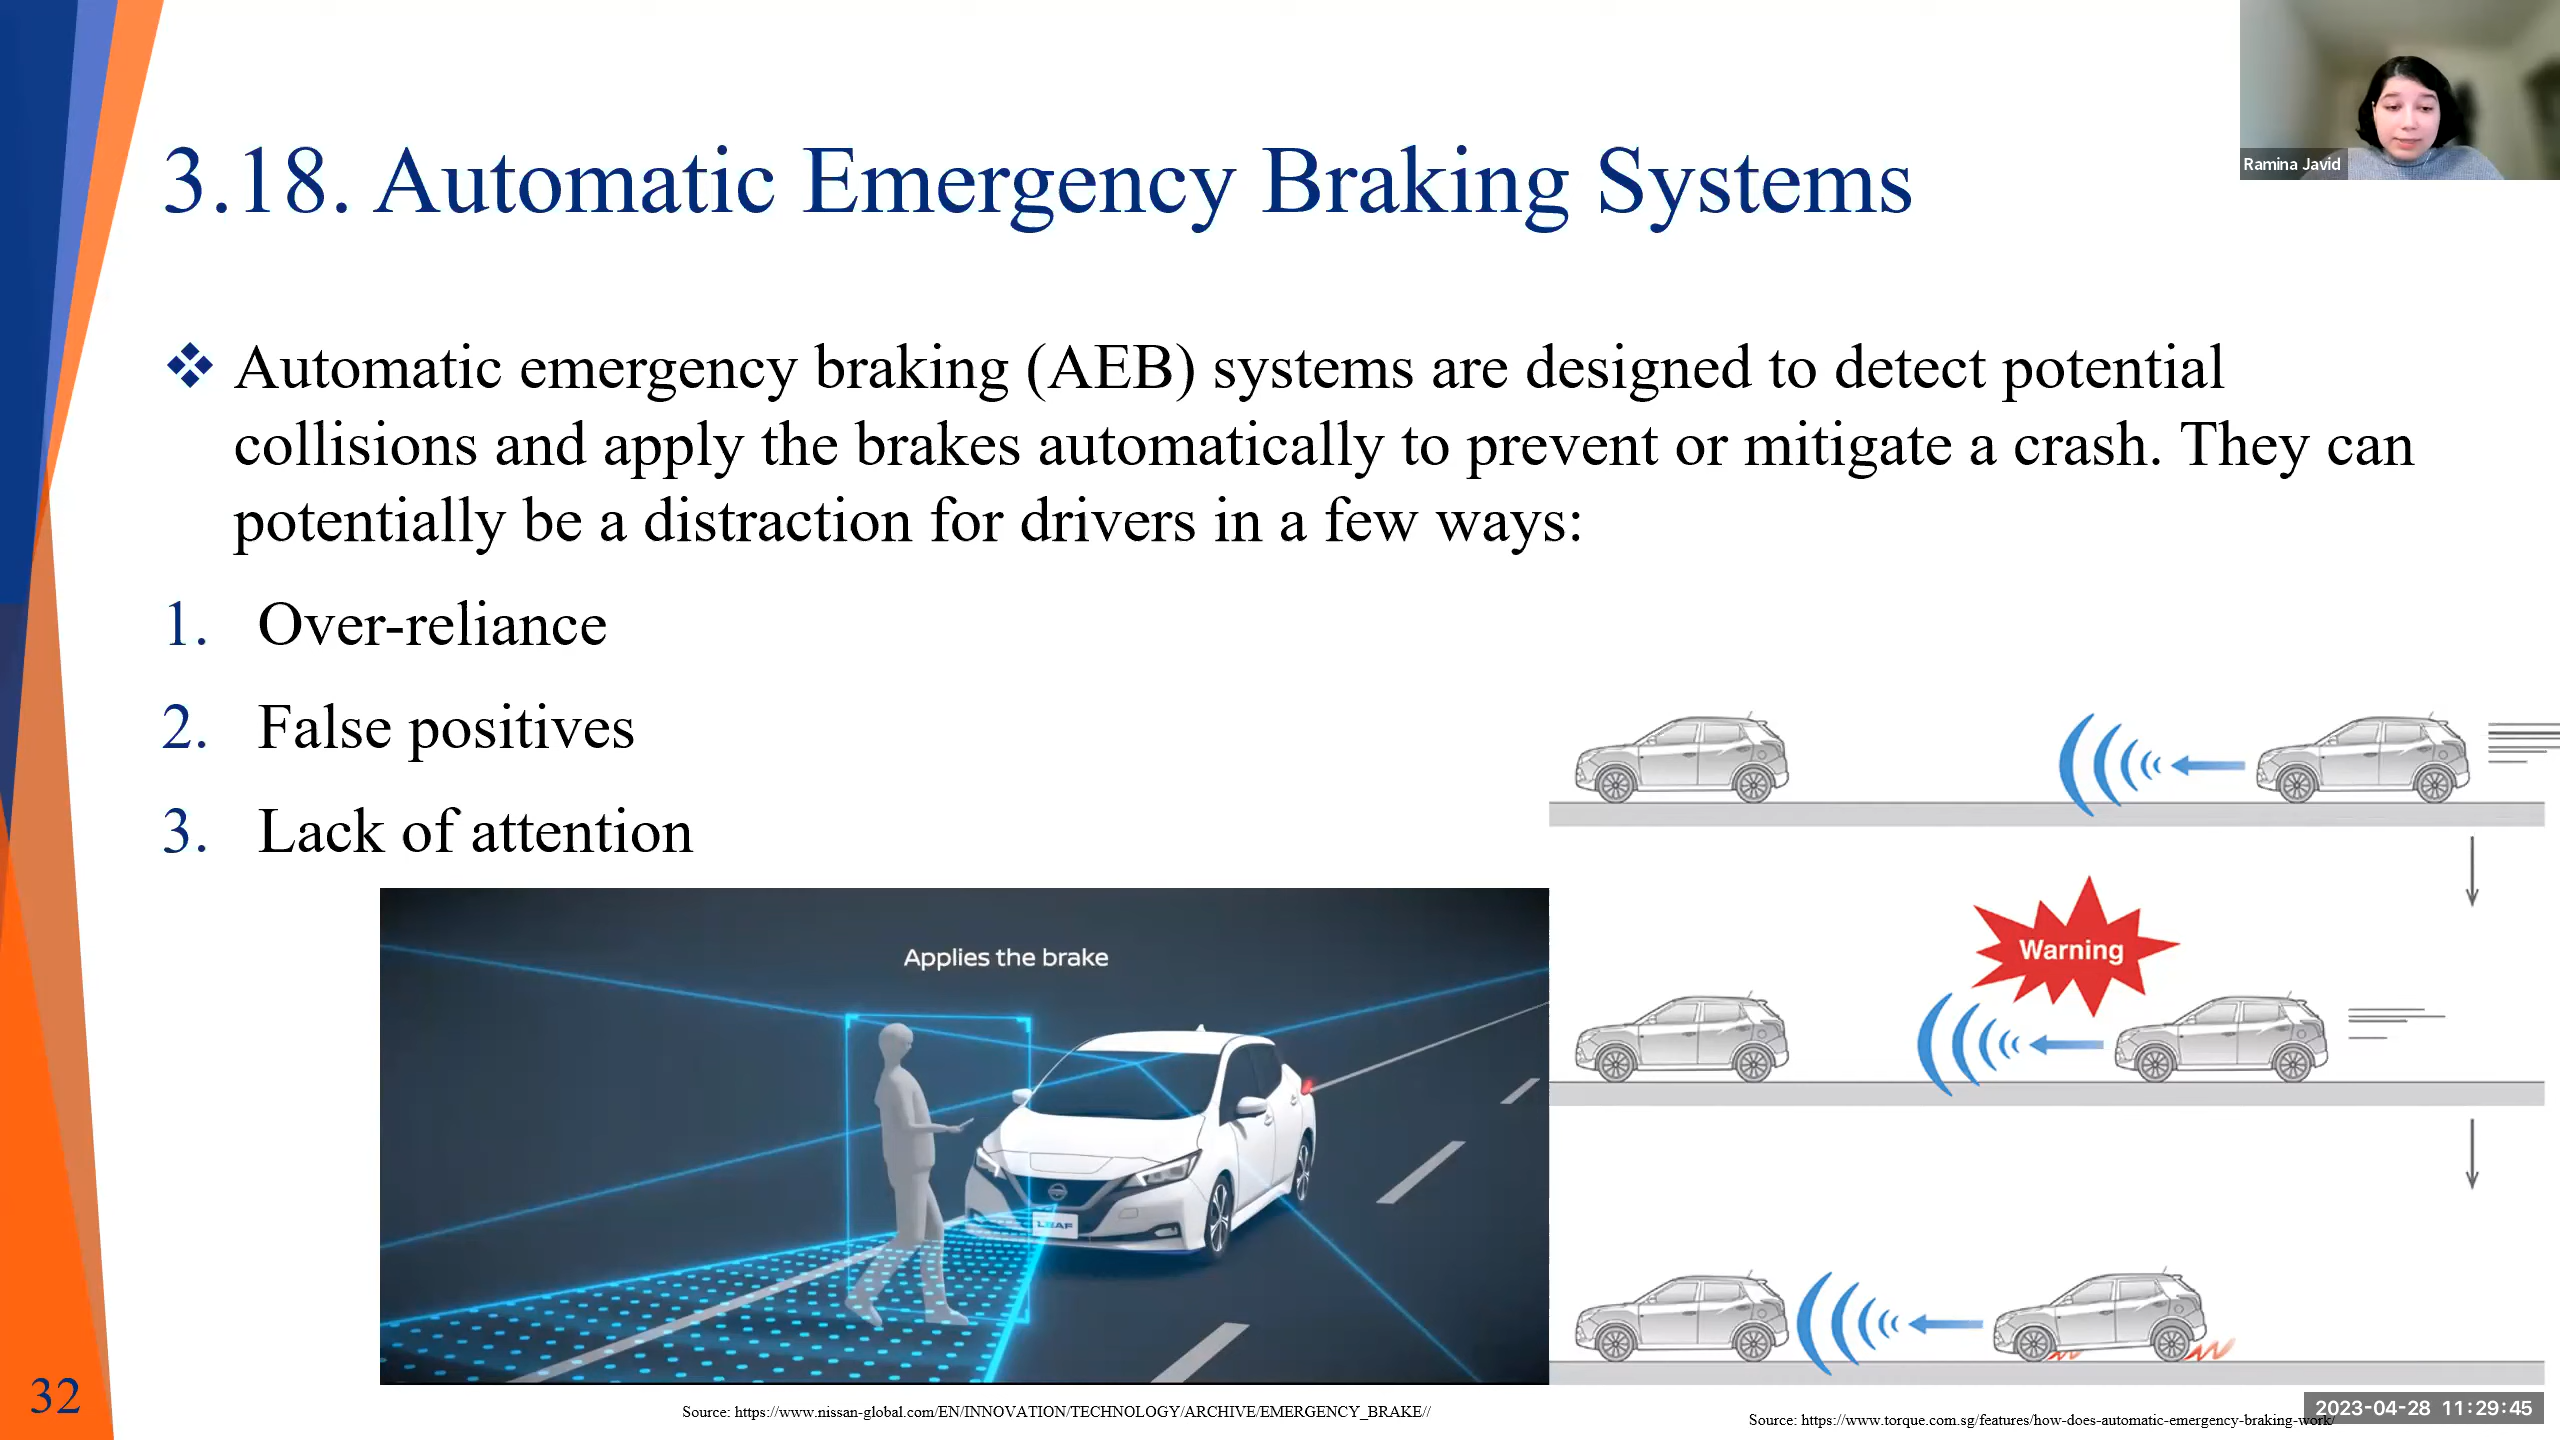 Ramina Javid
3.18. Automatic Emergency Braking Systems
❖ Automatic emergency braking (AEB) systems are designed to detect potential
collisions and apply the brakes automatically to prevent or mitigate a crash. They can
potentially be a distraction for drivers in a few ways:
1. Over-reliance
2. False positives
3. Lack of attention
Applies the brake
LEAF
Warning
32
Source: https://www.nissan-global.com/EN/INNOVATION/TECHNOLOGY/ARCHIVE/EMERGENCY_BRAKE//
Source: https://www.torque.com.sg/features/how-does-automatic-emergency-braking-work/
2023-04-28 11:29:45